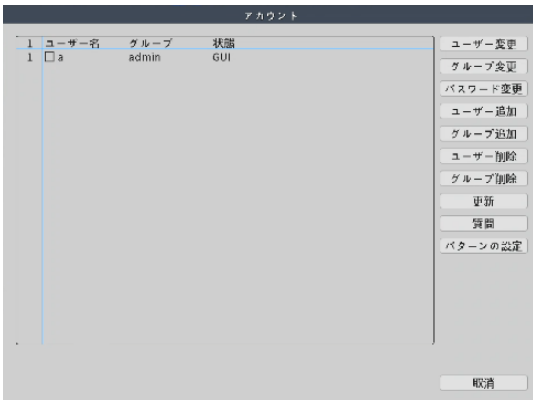 アカウント
1 ユーザー名 グループ 状態
1 a admin GUI
ユーザー変更
グループ変更
パスワード変更
ユーザー追加
グループ追加
ユーザー削除
グループ削除
更新
質問
パターンの設定
取消